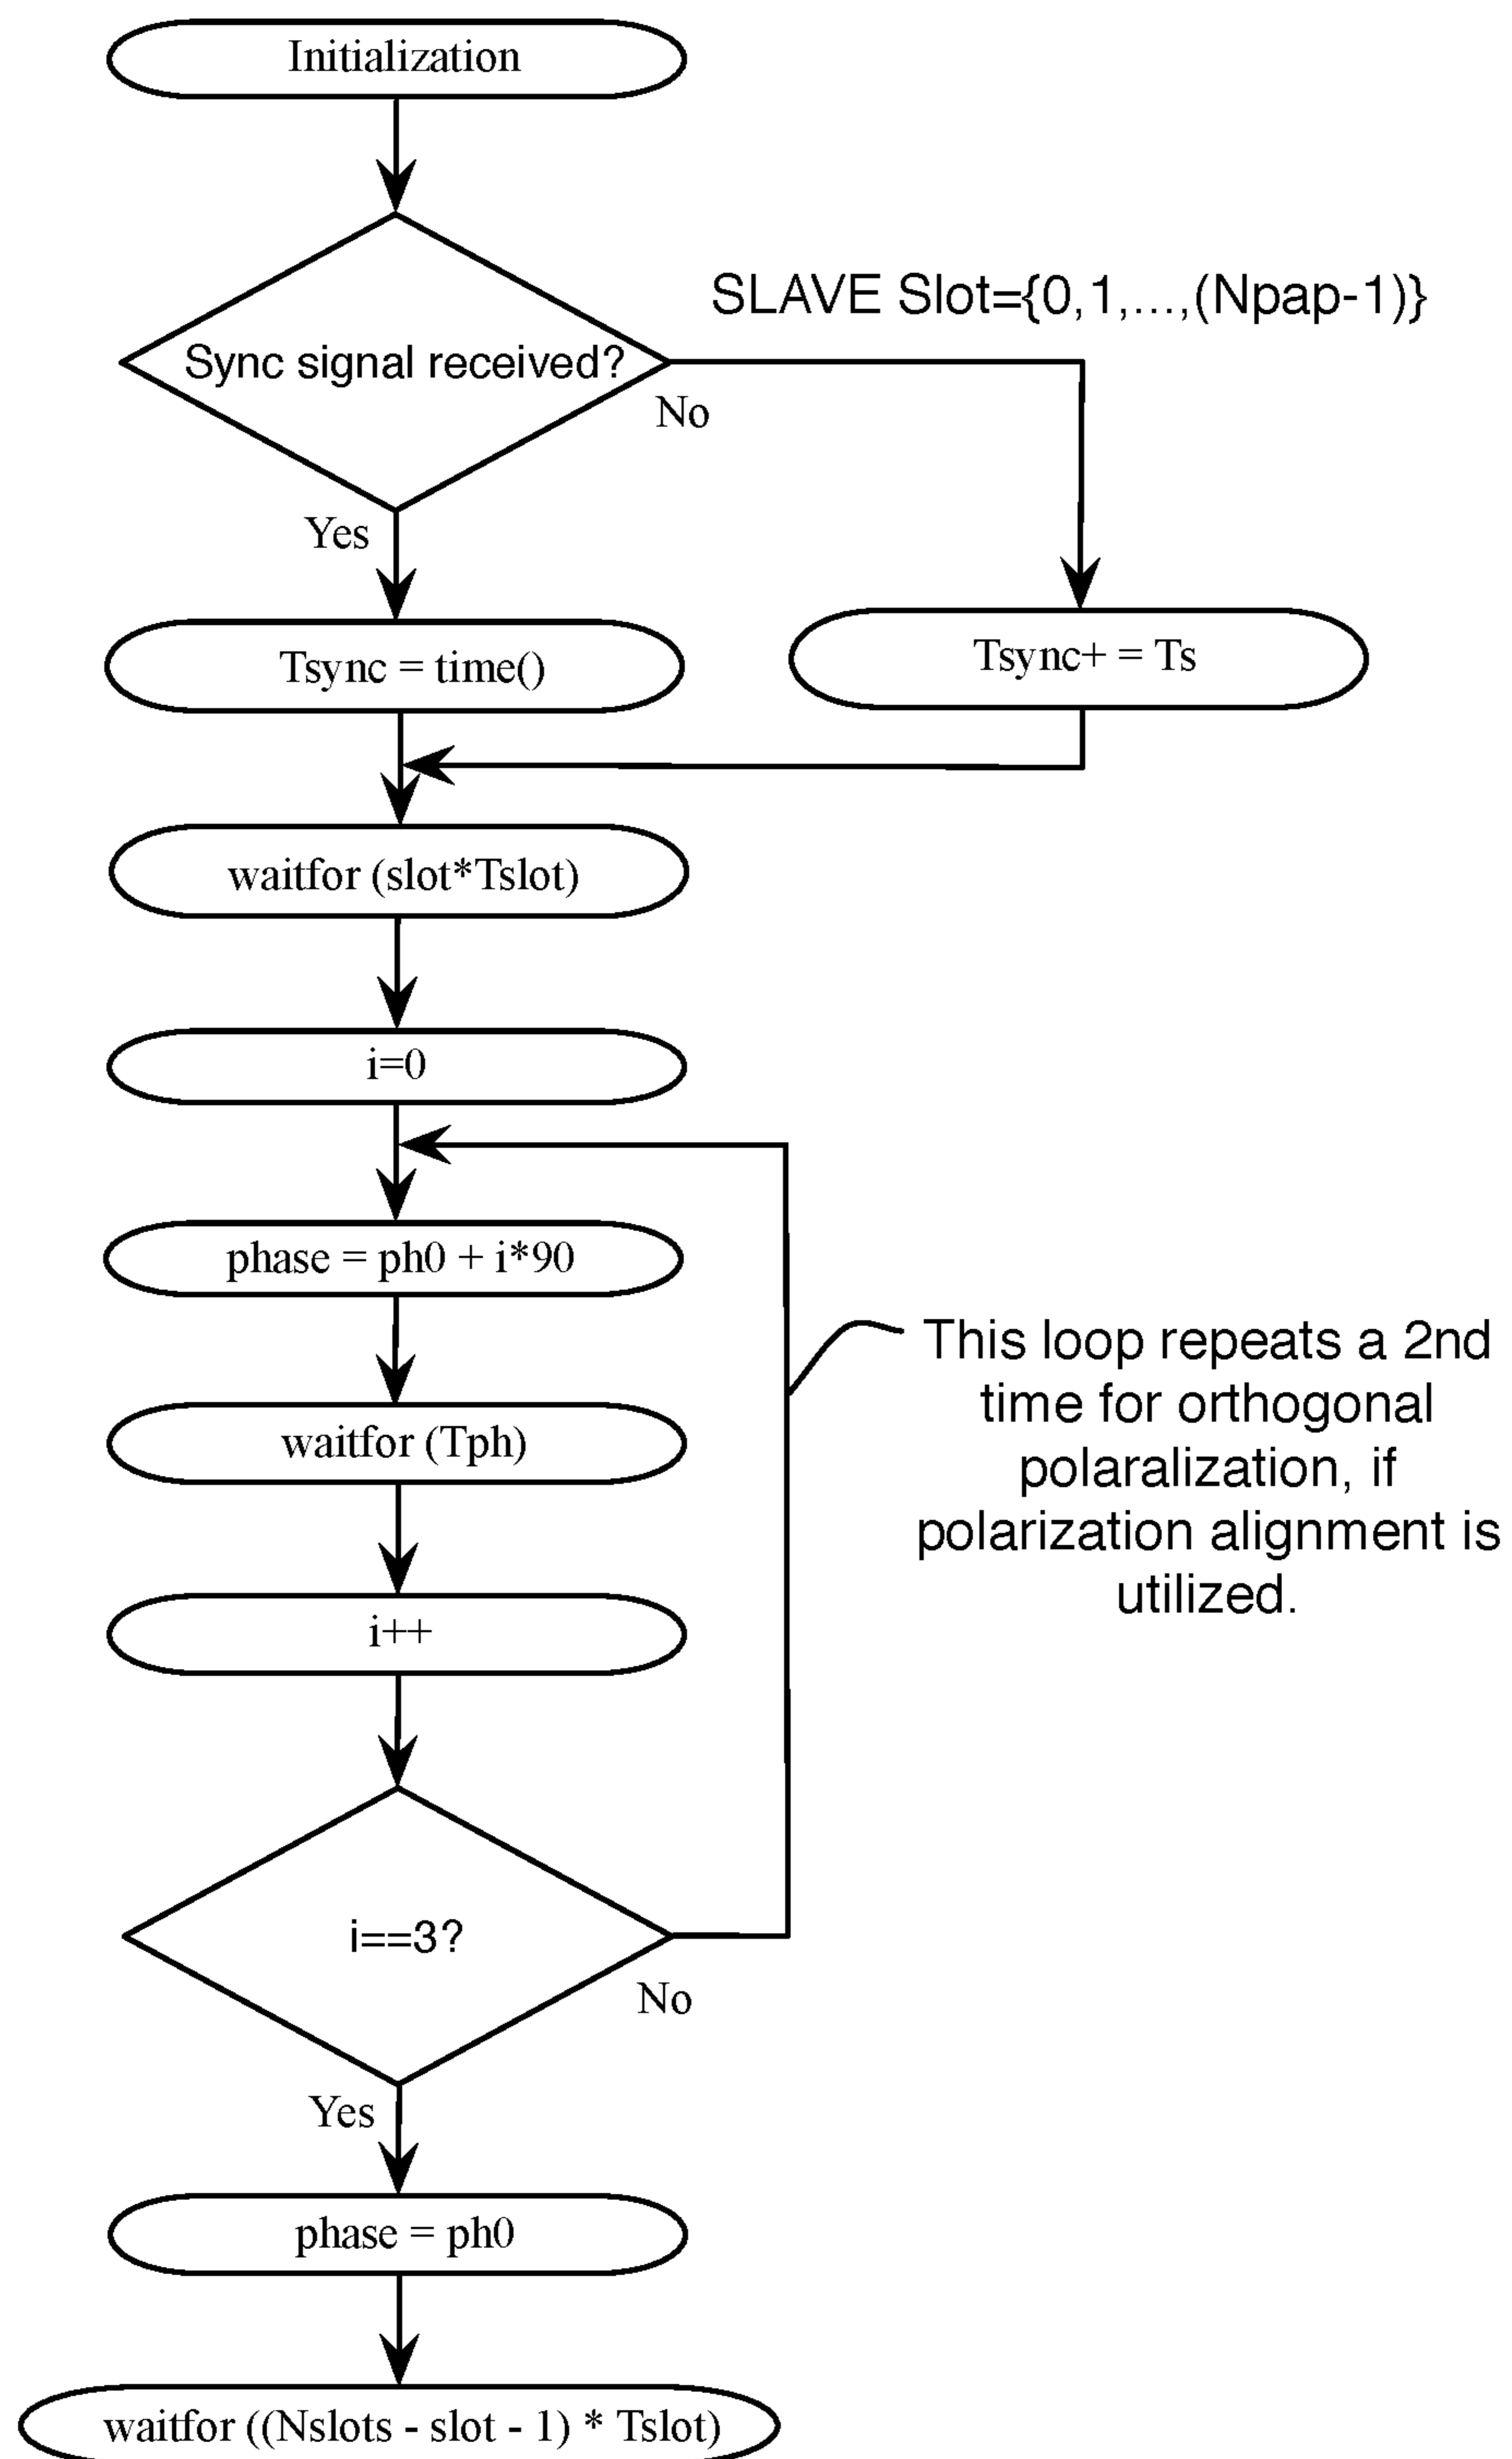 Initialization
SLAVE Slot={0,1,...,(Npap-1)}
Sync signal received?
No
Yes
Tsync = time()
Tsync+ = Ts
waitfor (slot*Tslot)
i=0
phase = ph0 + i*90
This loop repeats a 2nd
time for orthogonal
polaralization, if
polarization alignment is
utilized.
waitfor (Tph)
i++
i==3?
No
Yes
phase = ph0
waitfor ((Nslots - slot - 1) * Tslot)